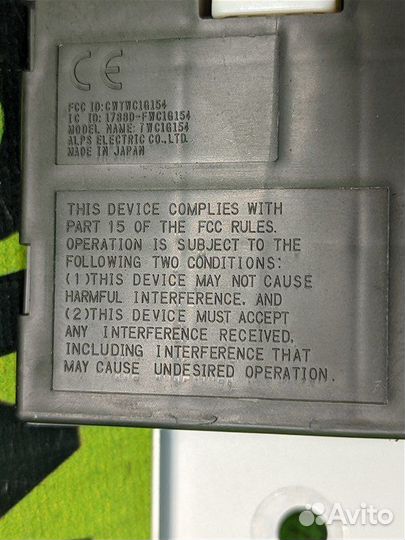 CE
FCC ID:CWTWC1G154
IC ID:1788D-FWC1G154
MODEL NAME:TWC1G154
ALPS ELECTRIC CO.,LTD.
MADE IN JAPAN
THIS DEVICE COMPLIES WITH
PART 15 OF THE FCC RULES.
OPERATION IS SUBJECT TO THE
FOLLOWING TWO CONDITIONS:
(1)THIS DEVICE MAY NOT CAUSE
HARMFUL INTERFERENCE, AND
(2)THIS DEVICE MUST ACCEPT
ANY INTERFERENCE RECEIVED,
INCLUDING INTERFERENCE THAT
MAY CAUSE UNDESIRED OPERATION.
Avito